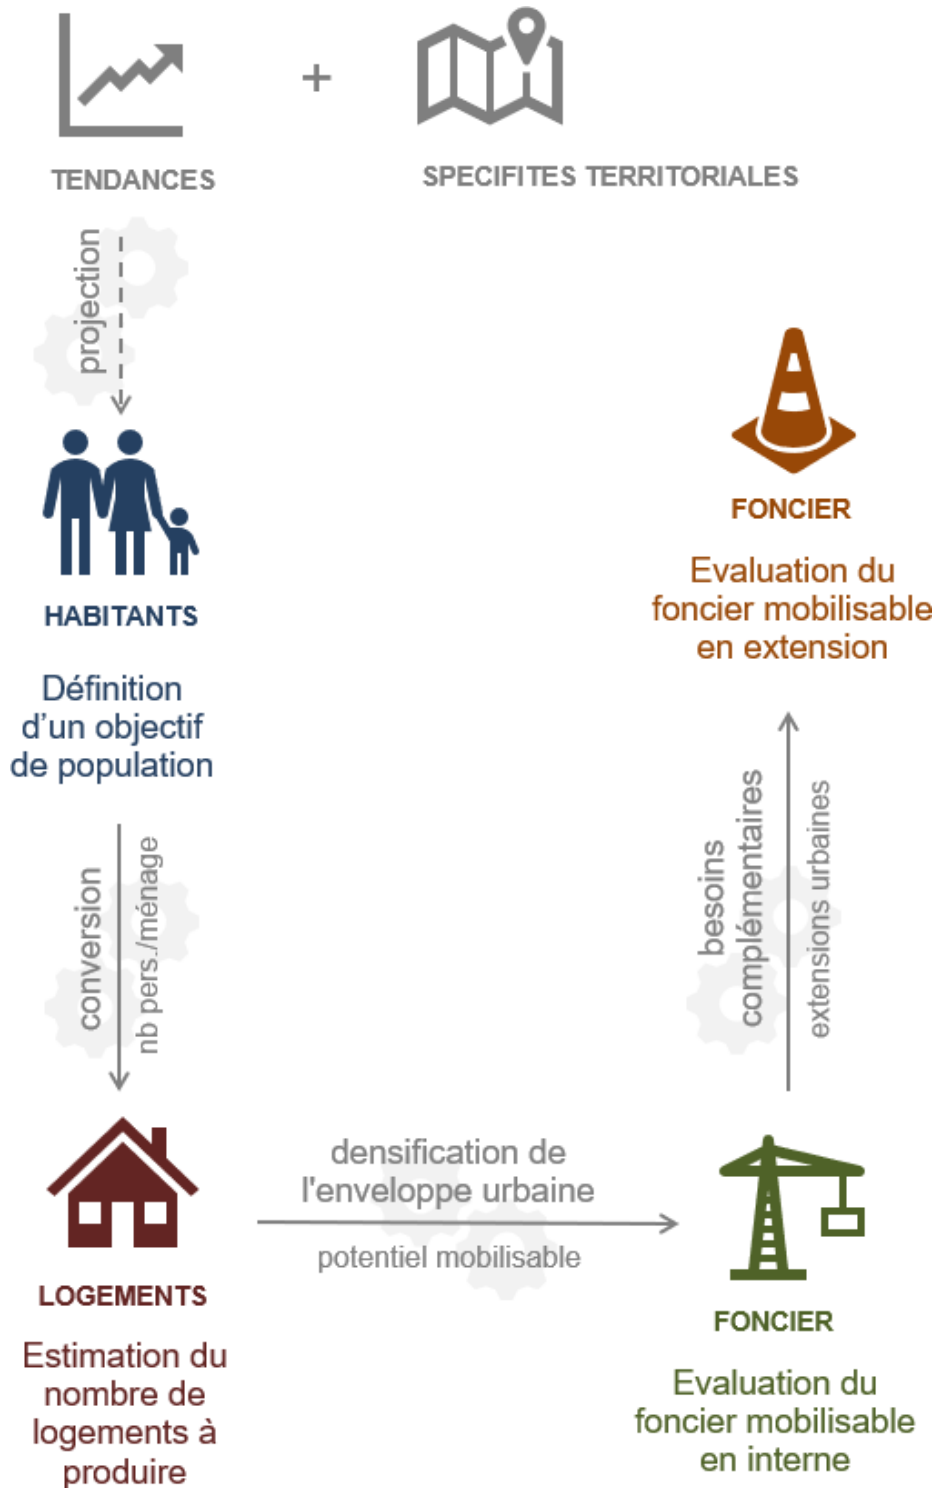 +
TENDANCES
SPECIFITES TERRITORIALES
projection
HABITANTS
Définition
d’un objectif
de population
conversion
nb pers./ménage
LOGEMENTS
Estimation du
nombre de
logements à
produire
densification de
l'enveloppe urbaine
potentiel mobilisable
FONCIER
Evaluation du
foncier mobilisable
en interne
besoins
complémentaires
extensions urbaines
FONCIER
Evaluation du
foncier mobilisable
en extension